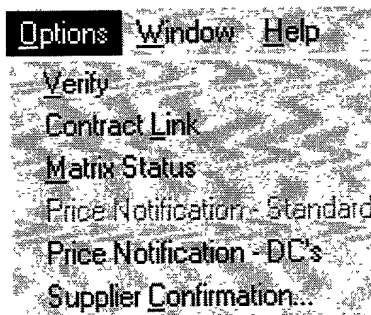 Options Window Help
Verify
Contract Link
Matrix Status
Price Notification - Standard
Price Notification - DC's
Supplier Confirmation...